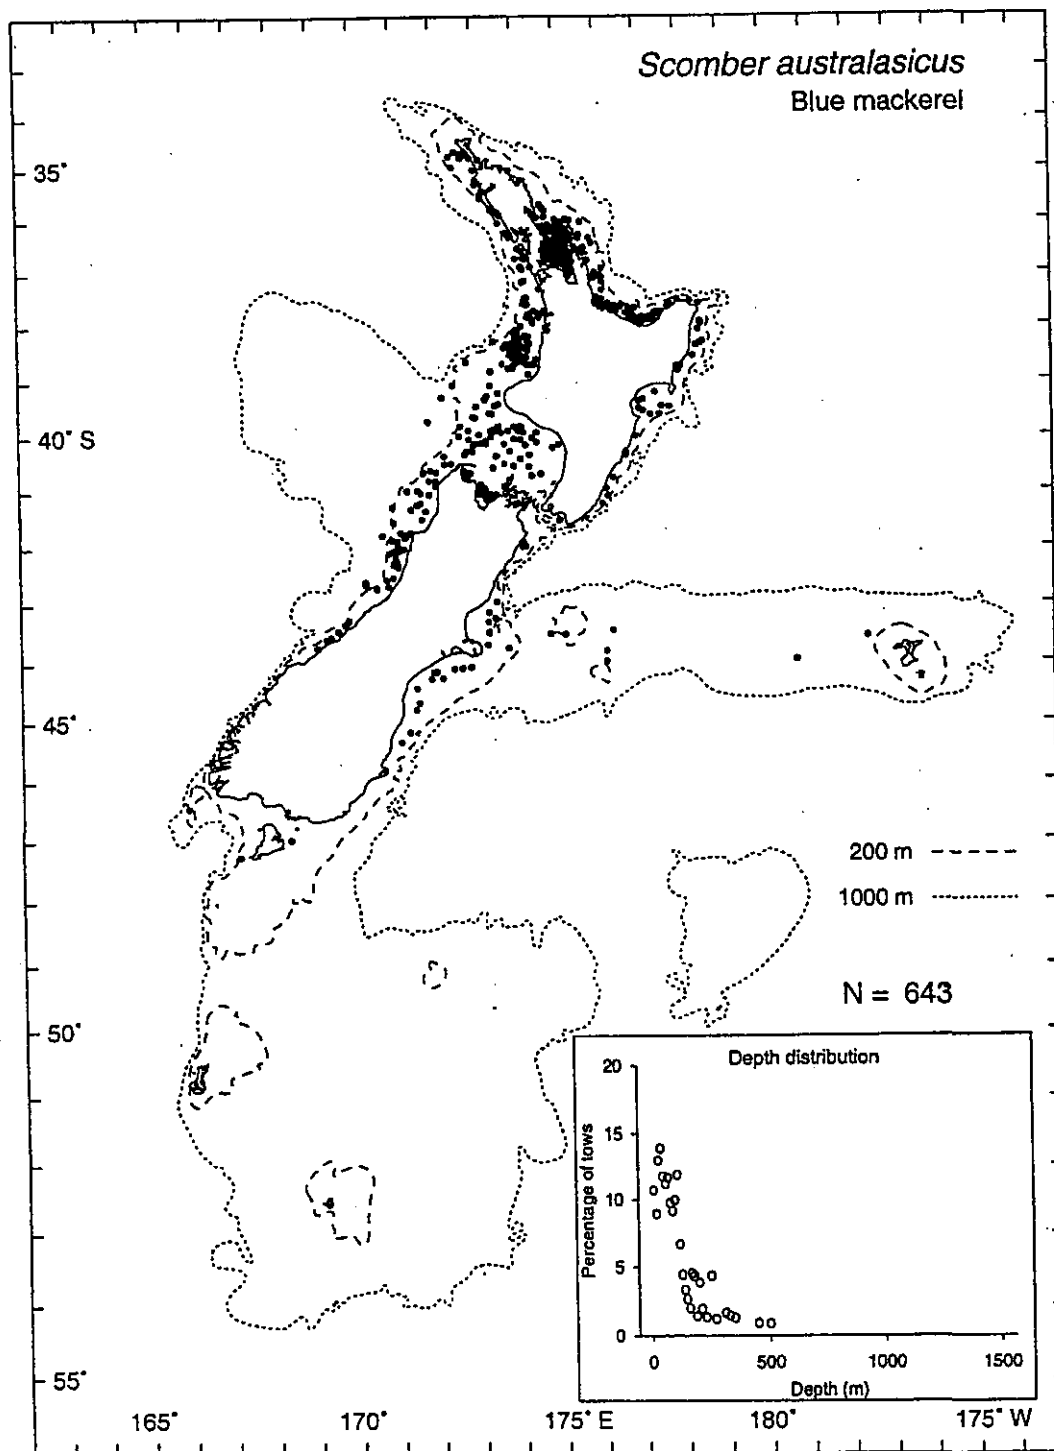 Scomber australasicus
Blue mackerel
35°
40° S
45°
200 m
1000 m
N = 643
50°
Depth distribution
20
15
10
5
0
Percentage of tows
0 500 1000 1500
Depth (m)
55°
165° 170° 175° E 180° 175° W